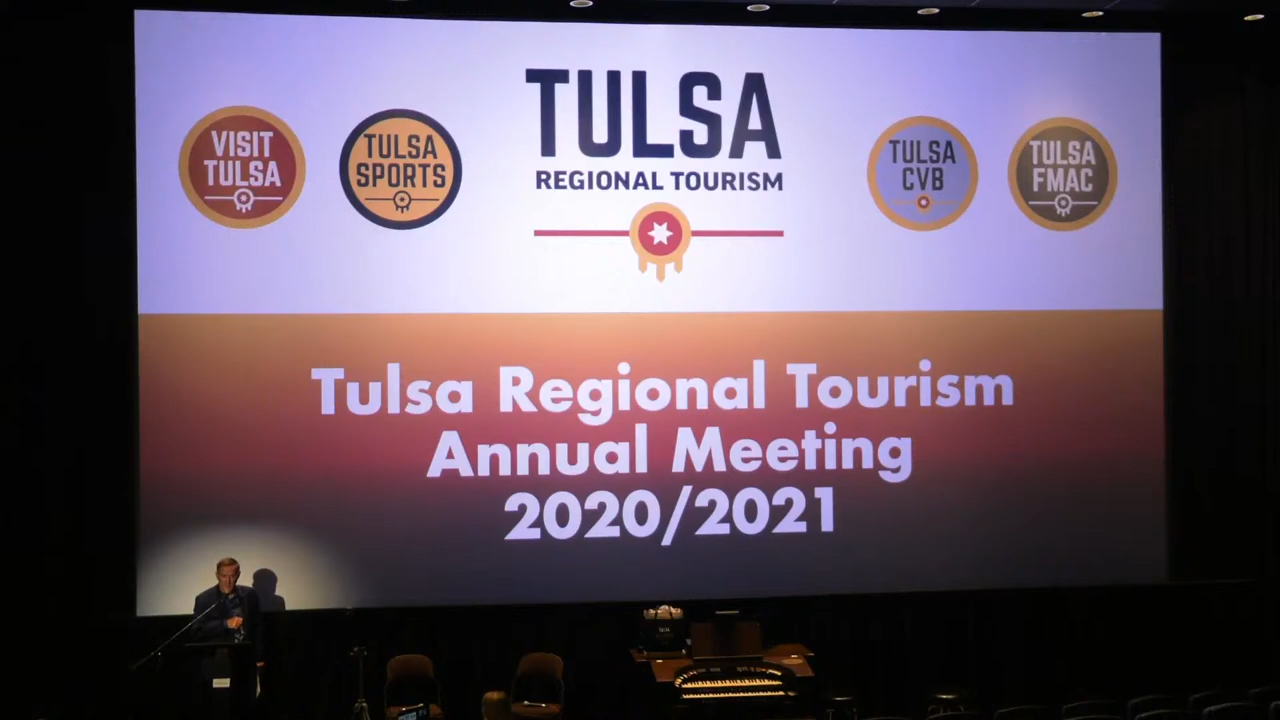 VISIT
TULSA
TULSA
SPORTS
TULSA
REGIONAL TOURISM
TULSA
CVB
TULSA
FMAC
Tulsa Regional Tourism
Annual Meeting
2020/2021